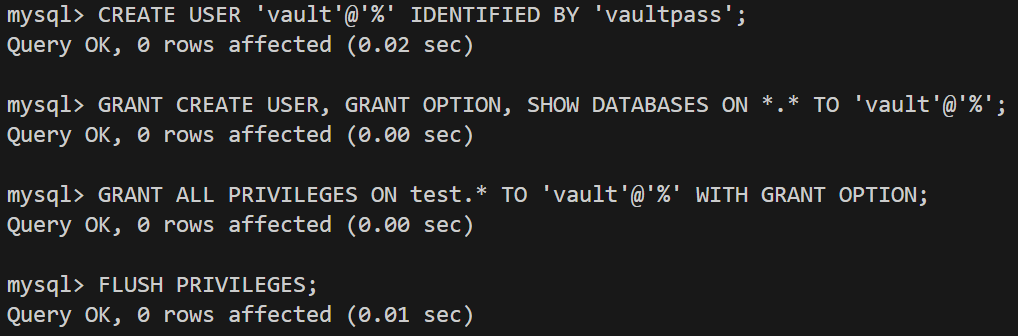 mysql> CREATE USER 'vault'@'%' IDENTIFIED BY 'vaultpass';
Query OK, 0 rows affected (0.02 sec)
mysql> GRANT CREATE USER, GRANT OPTION, SHOW DATABASES ON *.* TO 'vault'@'%';
Query OK, 0 rows affected (0.00 sec)
mysql> GRANT ALL PRIVILEGES ON test.* TO 'vault'@'%' WITH GRANT OPTION;
Query OK, 0 rows affected (0.00 sec)
mysql> FLUSH PRIVILEGES;
Query OK, 0 rows affected (0.01 sec)